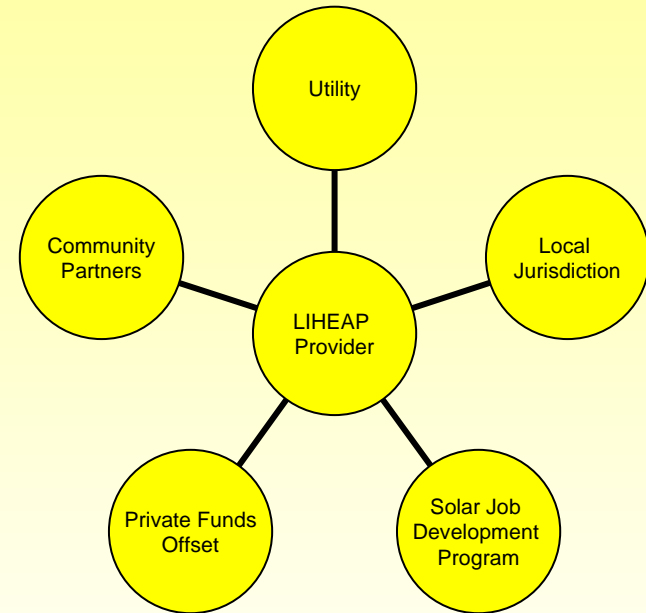 Utility
Community
Partners
Local
Jurisdiction
LIHEAP
Provider
Private Funds
Offset
Solar Job
Development
Program